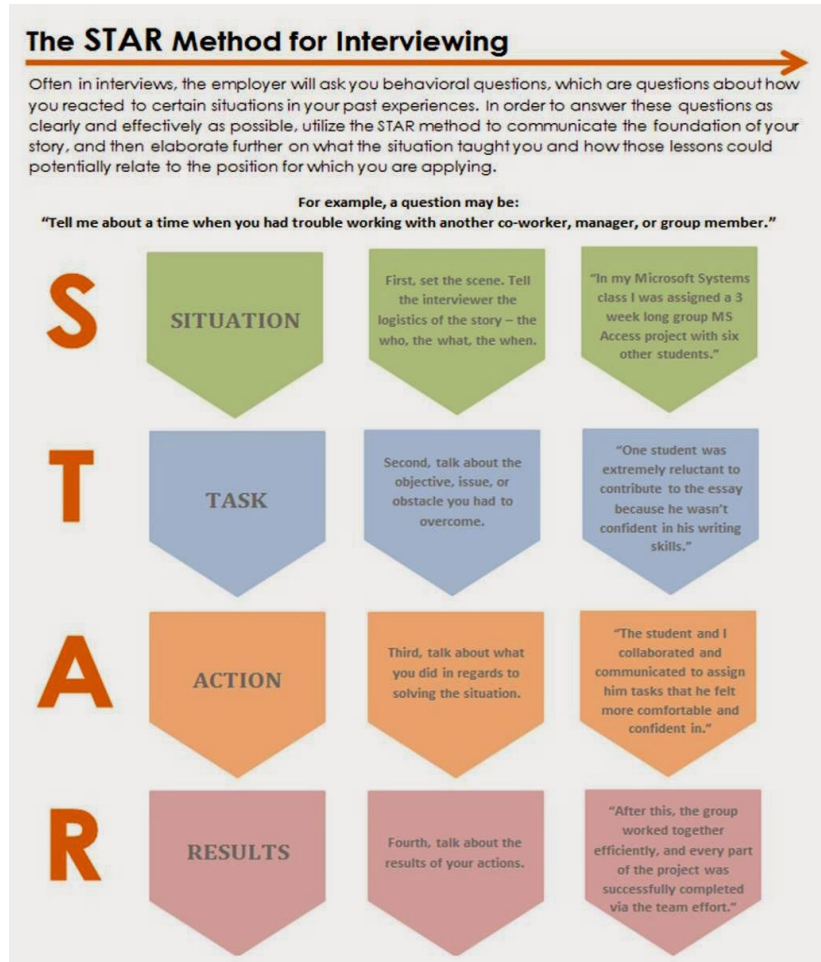 The STAR Method for Interviewing
Often in interviews, the employer will ask you behavioral questions, which are questions about how
you reacted to certain situations in your past experiences. In order to answer these questions as
clearly and effectively as possible, utilize the STAR method to communicate the foundation of your
story, and then elaborate further on what the situation taught you and how those lessons could
potentially relate to the position for which you are applying.
For example, a question may be:
“Tell me about a time when you had trouble working with another co-worker, manager, or group member.”
S
SITUATION
First, set the scene. Tell
the interviewer the
logistics of the story – the
who, the what, the when.
“In my Microsoft Systems
class I was assigned a 3
week long group MS
Access project with six
other students.”
T
TASK
Second, talk about the
objective, issue, or
obstacle you had to
overcome.
“One student was
extremely reluctant to
contribute to the essay
because he wasn’t
confident in his writing
skills.”
A
ACTION
Third, talk about what
you did in regards to
solving the situation.
“The student and I
collaborated and
communicated to assign
him tasks that he felt
more comfortable and
confident in.”
R
RESULTS
Fourth, talk about the
results of your actions.
“After this, the group
worked together
efficiently, and every part
of the project was
successfully completed
via the team effort.”